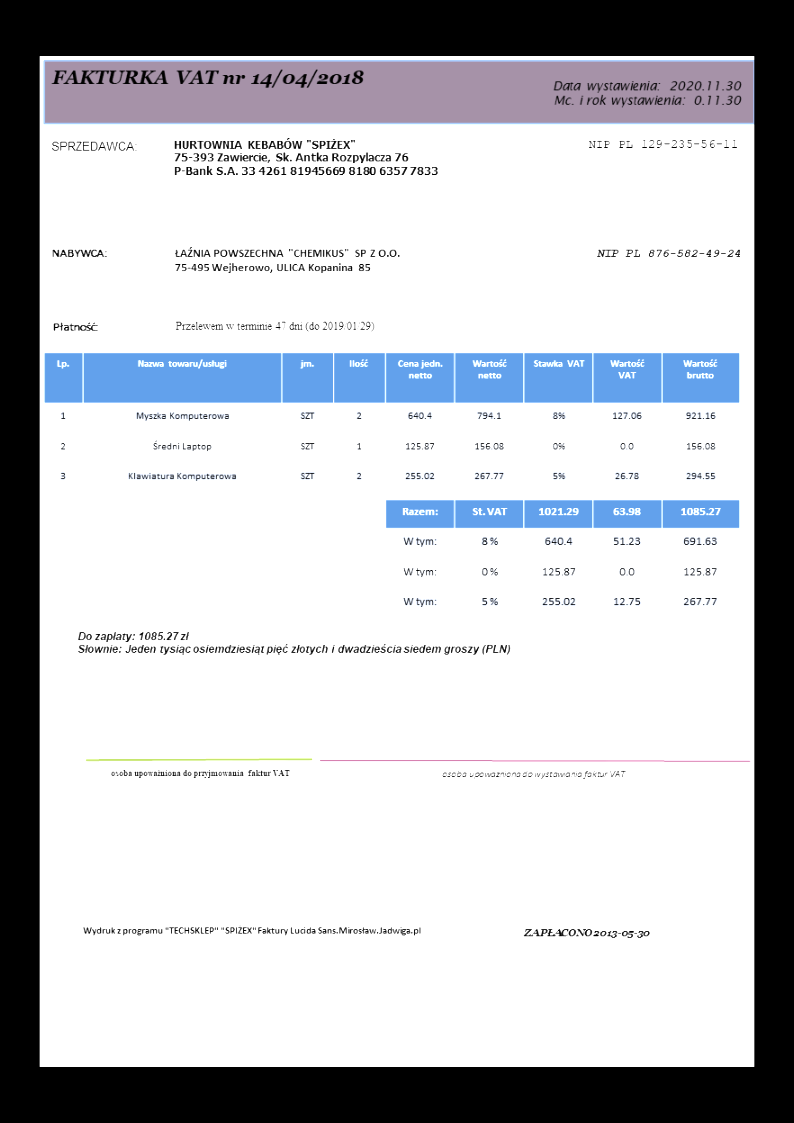 FAKTURKA VAT nr 14/04/2018
Data wystawienia: 2020.11.30
Mc. i rok wystawienia: 0.11.30
SPRZEDAWCA: HURTOWNIA KEBABÓW "SPIŻEX" NIP PL 129-235-56-11
75-393 Zawiercie, Sk. Antka Rozpylacza 76
P-Bank S.A. 33 4261 81945669 8180 6357 7833
NABYWCA: ŁAŹNIA POWSZECHNA "CHEMIKUS" SP Z O.O. NIP PL 876-582-49-24
75-495 Wejherowo, ULICA Kopanina 85
Płatność: Przelewem w terminie 47 dni (do 2019.01.29)
Lp. Nazwa towaru/usługi jm. Ilość Cena jedn. netto Wartość netto Stawka VAT Wartość VAT Wartość brutto
1 Myszka Komputerowa SZT 2 640.4 794.1 8% 127.06 921.16
2 Średni Laptop SZT 1 125.87 156.08 0% 0.0 156.08
3 Klawiatura Komputerowa SZT 2 255.02 267.77 5% 26.78 294.55
Razem: St.VAT 1021.29 63.98 1085.27
W tym: 8 % 640.4 51.23 691.63
W tym: 0 % 125.87 0.0 125.87
W tym: 5 % 255.02 12.75 267.77
Do zapłaty: 1085.27 zl
Słownie: Jeden tysiąc osiemdziesiąt pięć złotych i dwadzieścia siedem groszy (PLN)
osoba upoważniona do przyjmowania faktur VAT osoba upoważniona do wystawiania faktur VAT
Wydruk z programu "TECHSKLEP" "SPIZEX" Faktury Lucida Sans.Mirosław.Jadwiga.pl ZAPŁACONO 2013-05-30